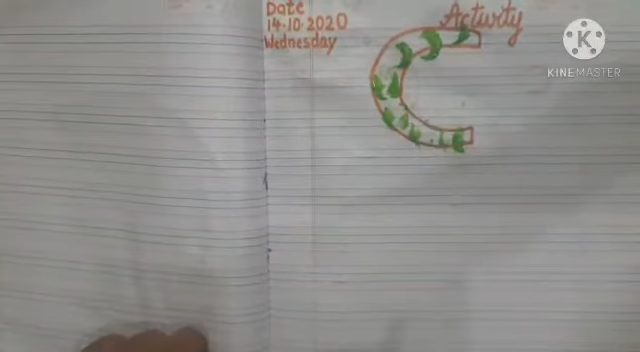 Date
14.10.2020
Wednesday
Activity
C
K
KINEMASTER